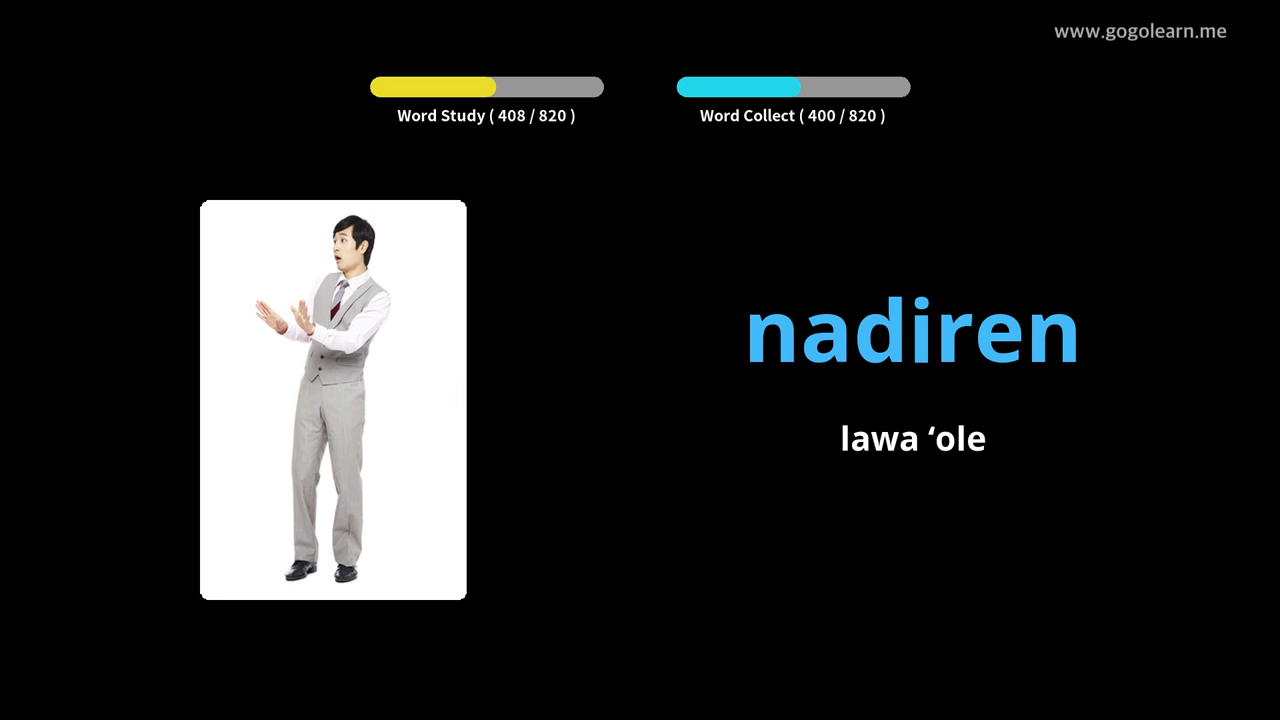 www.gogolearn.me
Word Study ( 408 / 820 )
Word Collect ( 400 / 820 )
nadiren
lawa ‘ole